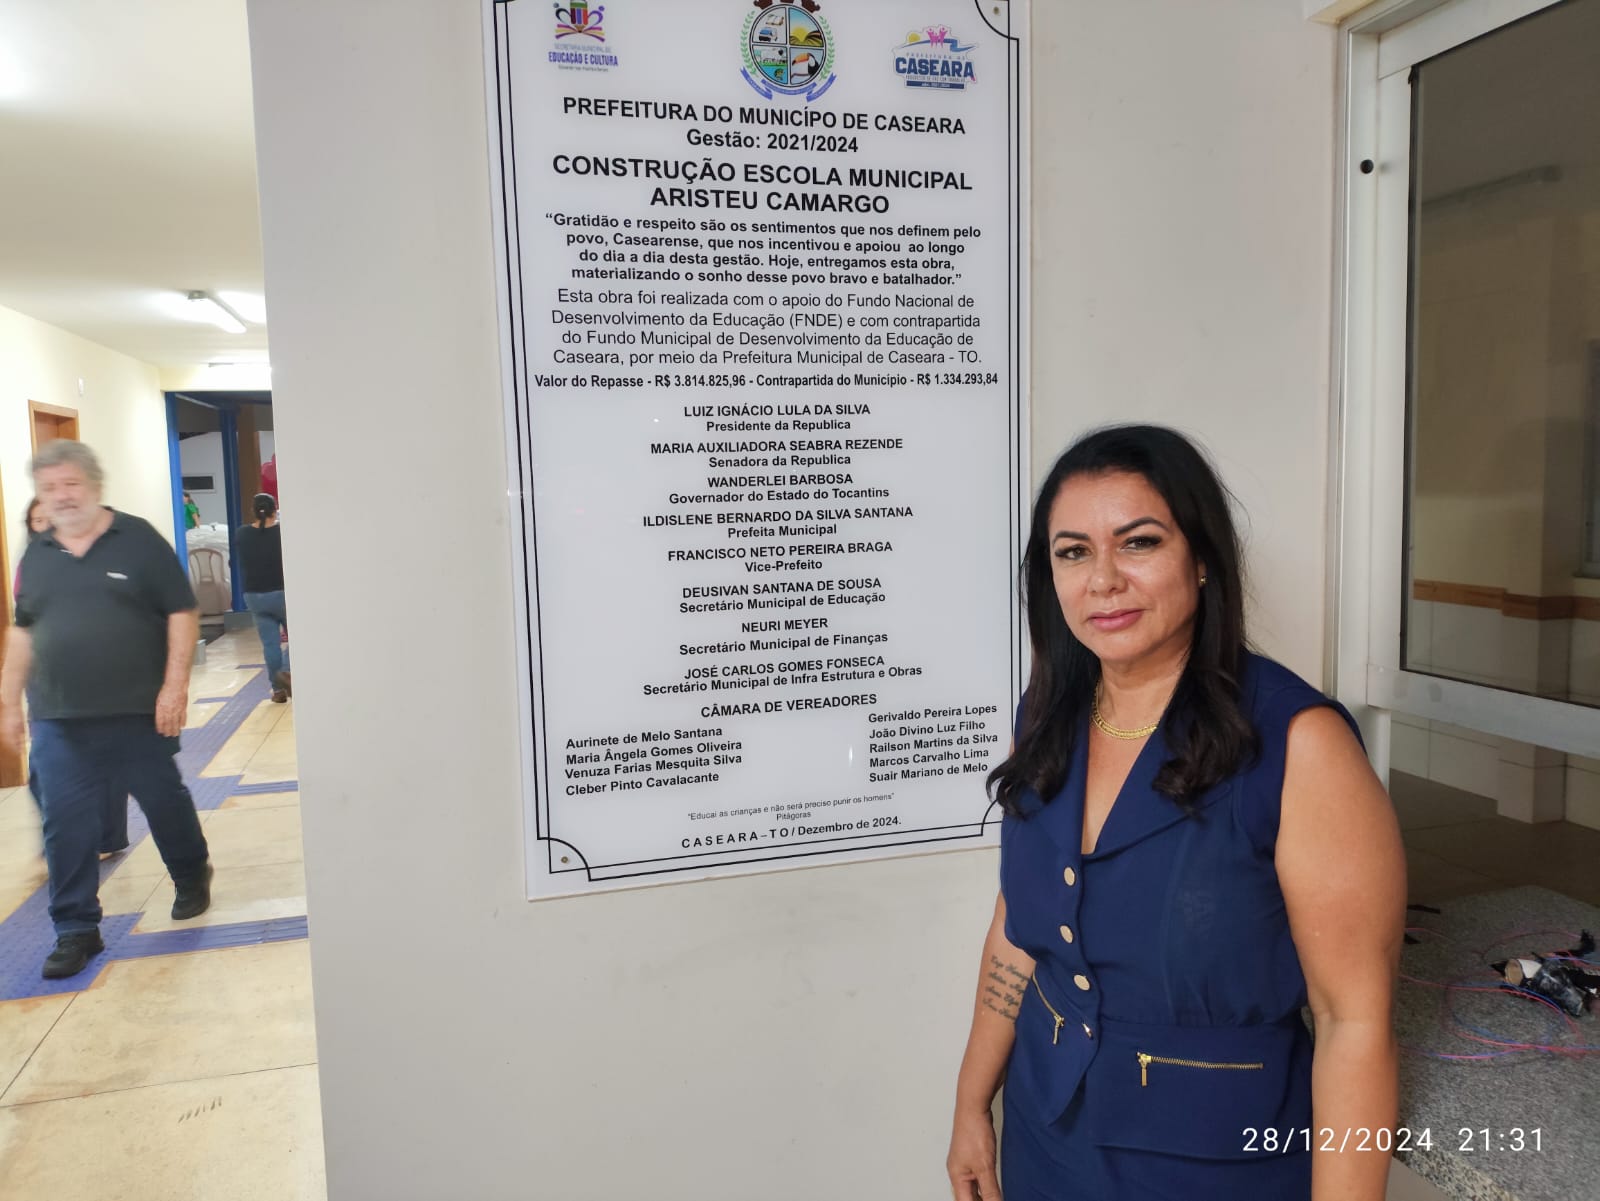 SECRETARIA MUNICIPAL DE
EDUCAÇÃO E CULTURA
PREFEITURA DE
CASEARA
PREFEITURA DO MUNICÍPO DE CASEARA
Gestão: 2021/2024
CONSTRUÇÃO ESCOLA MUNICIPAL
ARISTEU CAMARGO
“Gratidão e respeito são os sentimentos que nos definem pelo
povo, Casearense, que nos incentivou e apoiou ao longo
do dia a dia desta gestão. Hoje, entregamos esta obra,
materializando o sonho desse povo bravo e batalhador.”
Esta obra foi realizada com o apoio do Fundo Nacional de
Desenvolvimento da Educação (FNDE) e com contrapartida
do Fundo Municipal de Desenvolvimento da Educação de
Caseara, por meio da Prefeitura Municipal de Caseara - TO.
Valor do Repasse - R$ 3.814.825,96 - Contrapartida do Município - R$ 1.334.293,84
LUIZ IGNÁCIO LULA DA SILVA
Presidente da Republica
MARIA AUXILIADORA SEABRA REZENDE
Senadora da Republica
WANDERLEI BARBOSA
Governador do Estado do Tocantins
ILDISLENE BERNARDO DA SILVA SANTANA
Prefeita Municipal
FRANCISCO NETO PEREIRA BRAGA
Vice-Prefeito
DEUSIVAN SANTANA DE SOUSA
Secretário Municipal de Educação
NEURI MEYER
Secretário Municipal de Finanças
JOSÉ CARLOS GOMES FONSECA
Secretário Municipal de Infra Estrutura e Obras
CÂMARA DE VEREADORES
Aurinete de Melo Santana
Maria Ângela Gomes Oliveira
Venuza Farias Mesquita Silva
Cleber Pinto Cavalacante
Gerivaldo Pereira Lopes
João Divino Luz Filho
Railson Martins da Silva
Marcos Carvalho Lima
Suair Mariano de Melo
“Educai as crianças e não será preciso punir os homens”
Pitágoras
CASEARA – TO / Dezembro de 2024.
28/12/2024 21:31